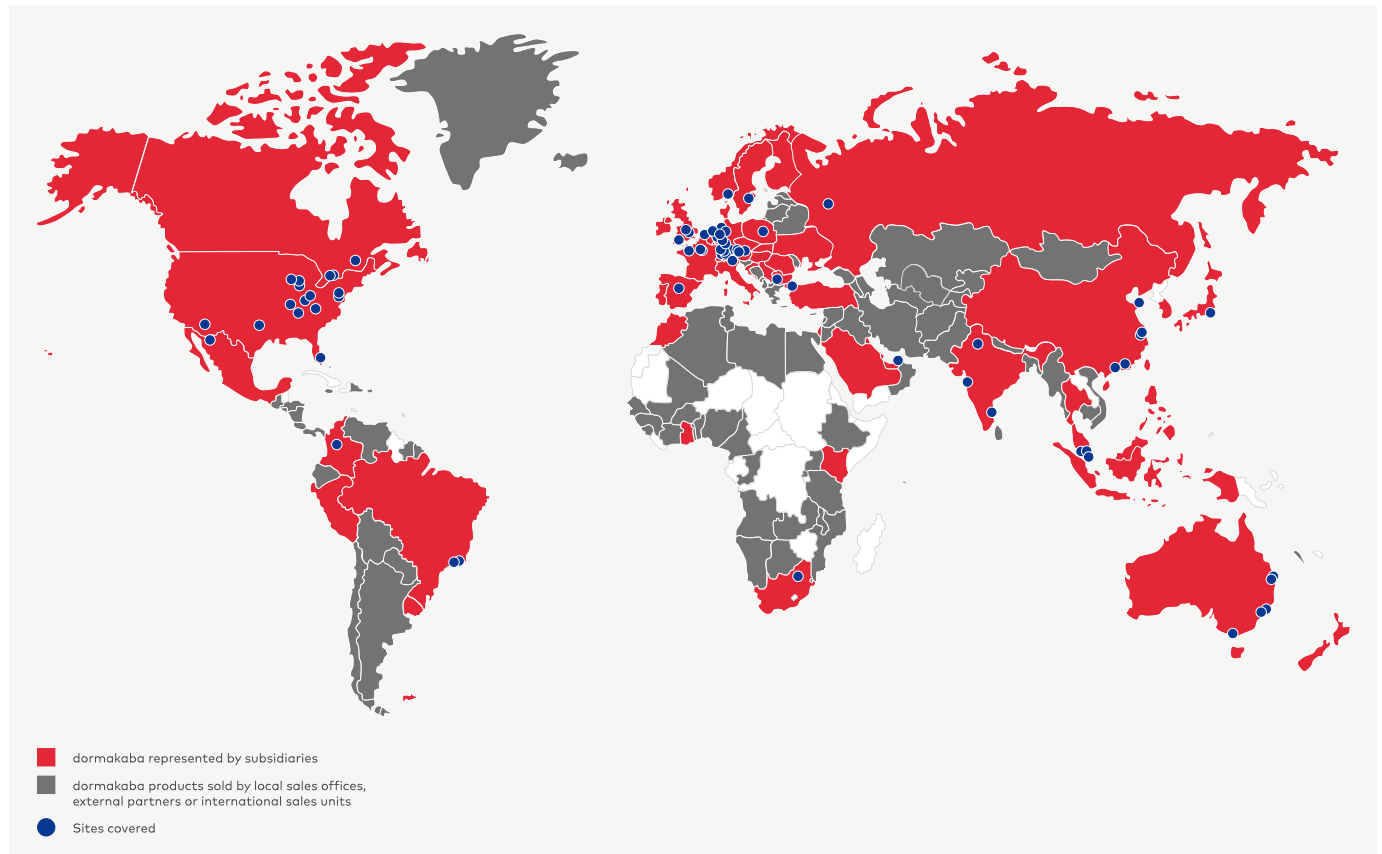 dormakaba represented by subsidiaries
dormakaba products sold by local sales offices,
external partners or international sales units
Sites covered